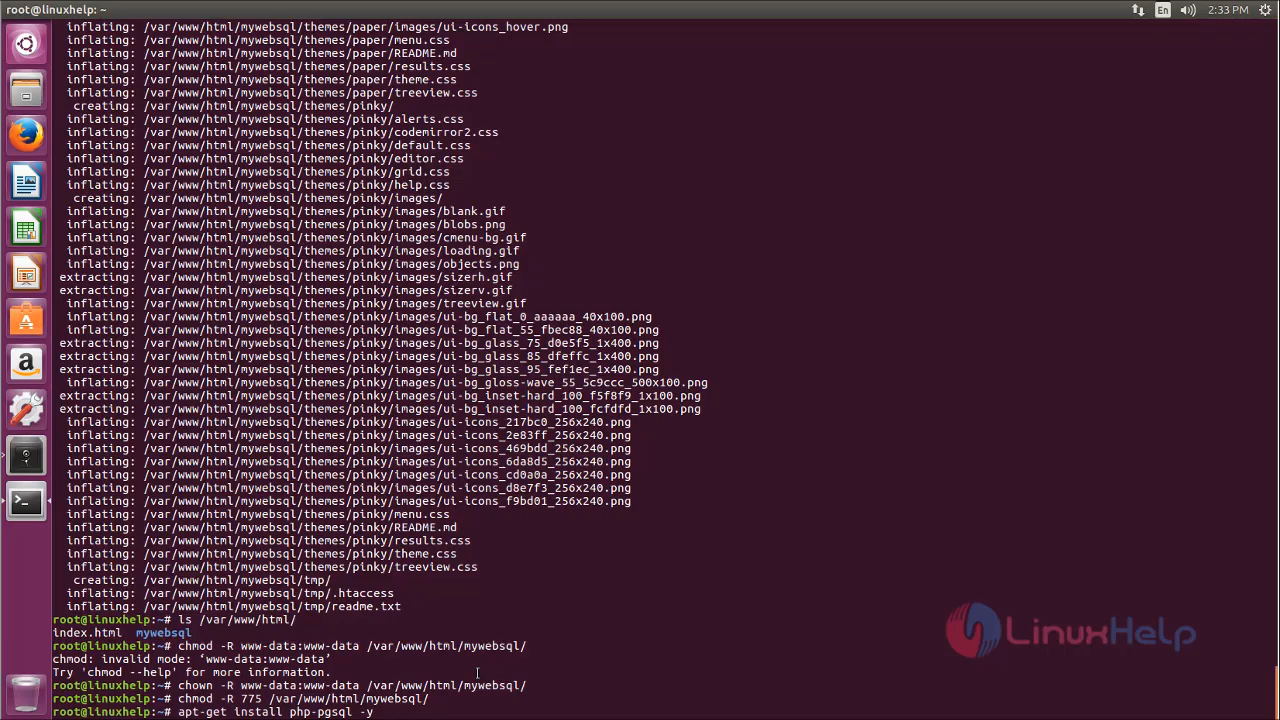 root@linuxhelp: ~
En
2:33 PM
inflating: /var/www/html/mywebsql/themes/paper/images/ui-icons_hover.png
inflating: /var/www/html/mywebsql/themes/paper/menu.css
inflating: /var/www/html/mywebsql/themes/paper/README.md
inflating: /var/www/html/mywebsql/themes/paper/results.css
inflating: /var/www/html/mywebsql/themes/paper/theme.css
inflating: /var/www/html/mywebsql/themes/paper/treeview.css
creating: /var/www/html/mywebsql/themes/pinky/
inflating: /var/www/html/mywebsql/themes/pinky/alerts.css
inflating: /var/www/html/mywebsql/themes/pinky/codemirror2.css
inflating: /var/www/html/mywebsql/themes/pinky/default.css
inflating: /var/www/html/mywebsql/themes/pinky/editor.css
inflating: /var/www/html/mywebsql/themes/pinky/grid.css
inflating: /var/www/html/mywebsql/themes/pinky/help.css
creating: /var/www/html/mywebsql/themes/pinky/images/
inflating: /var/www/html/mywebsql/themes/pinky/images/blank.gif
inflating: /var/www/html/mywebsql/themes/pinky/images/blobs.png
inflating: /var/www/html/mywebsql/themes/pinky/images/cmenu-bg.gif
inflating: /var/www/html/mywebsql/themes/pinky/images/loading.gif
inflating: /var/www/html/mywebsql/themes/pinky/images/objects.png
extracting: /var/www/html/mywebsql/themes/pinky/images/sizerh.gif
extracting: /var/www/html/mywebsql/themes/pinky/images/sizerv.gif
inflating: /var/www/html/mywebsql/themes/pinky/images/treeview.gif
inflating: /var/www/html/mywebsql/themes/pinky/images/ui-bg_flat_0_aaaaaa_40x100.png
inflating: /var/www/html/mywebsql/themes/pinky/images/ui-bg_flat_55_fbec88_40x100.png
extracting: /var/www/html/mywebsql/themes/pinky/images/ui-bg_glass_75_d0e5f5_1x400.png
extracting: /var/www/html/mywebsql/themes/pinky/images/ui-bg_glass_85_dfeffc_1x400.png
extracting: /var/www/html/mywebsql/themes/pinky/images/ui-bg_glass_95_fef1ec_1x400.png
inflating: /var/www/html/mywebsql/themes/pinky/images/ui-bg_gloss-wave_55_5c9ccc_500x100.png
extracting: /var/www/html/mywebsql/themes/pinky/images/ui-bg_inset-hard_100_f5f8f9_1x100.png
extracting: /var/www/html/mywebsql/themes/pinky/images/ui-bg_inset-hard_100_fcfdfd_1x100.png
inflating: /var/www/html/mywebsql/themes/pinky/images/ui-icons_217bc0_256x240.png
inflating: /var/www/html/mywebsql/themes/pinky/images/ui-icons_2e83ff_256x240.png
inflating: /var/www/html/mywebsql/themes/pinky/images/ui-icons_469bdd_256x240.png
inflating: /var/www/html/mywebsql/themes/pinky/images/ui-icons_6da8d5_256x240.png
inflating: /var/www/html/mywebsql/themes/pinky/images/ui-icons_cd0a0a_256x240.png
inflating: /var/www/html/mywebsql/themes/pinky/images/ui-icons_d8e7f3_256x240.png
inflating: /var/www/html/mywebsql/themes/pinky/images/ui-icons_f9bd01_256x240.png
inflating: /var/www/html/mywebsql/themes/pinky/menu.css
inflating: /var/www/html/mywebsql/themes/pinky/README.md
inflating: /var/www/html/mywebsql/themes/pinky/results.css
inflating: /var/www/html/mywebsql/themes/pinky/theme.css
inflating: /var/www/html/mywebsql/themes/pinky/treeview.css
creating: /var/www/html/mywebsql/tmp/
inflating: /var/www/html/mywebsql/tmp/.htaccess
inflating: /var/www/html/mywebsql/tmp/readme.txt
root@linuxhelp:~# ls /var/www/html/
index.html mywebsql
root@linuxhelp:~# chmod -R www-data:www-data /var/www/html/mywebsql/
chmod: invalid mode: ‘www-data:www-data’
Try 'chmod --help' for more information.
root@linuxhelp:~# chown -R www-data:www-data /var/www/html/mywebsql/
root@linuxhelp:~# chmod -R 775 /var/www/html/mywebsql/
root@linuxhelp:~# apt-get install php-pgsql -y
LINUXHELP